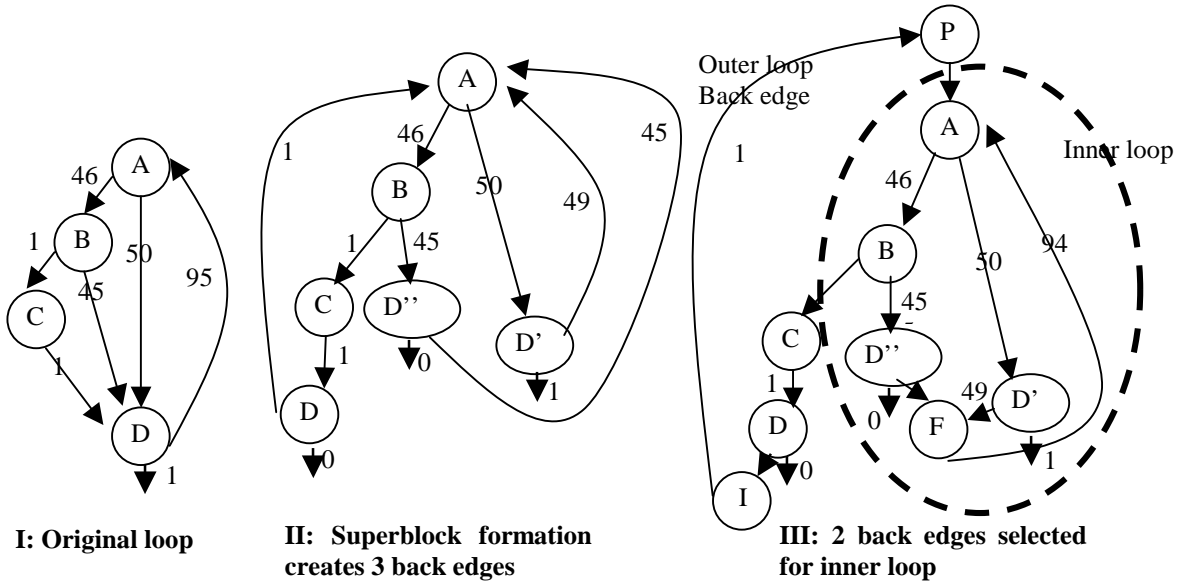 A
46
B
1
50
45
95
C
1
D
1
I: Original loop
A
1
46
45
B
50
49
1
45
C
D’’
D’
1
0
1
D
0
II: Superblock formation
creates 3 back edges
P
Outer loop
Back edge
A
1
Inner loop
46
B
94
50
45
-
C
D’’
1
49
D’
D
0
F
0
1
I
III: 2 back edges selected
for inner loop